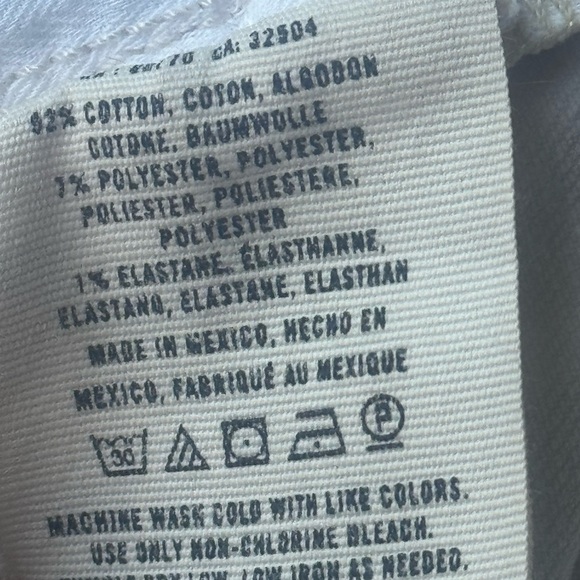 CA: 32504
92% COTTON, COTON, ALGODON
COTONE, BAUMWOLLE
7% POLYESTER, POLYESTER,
POLIESTER, POLIESTERE,
POLYESTER
1% ELASTANE, ÉLASTHANNE,
ELASTANO, ELASTANE, ELASTHAN
MADE IN MEXICO, HECHO EN
MEXICO, FABRIQUÉ AU MEXIQUE
30 P
MACHINE WASH COLD WITH LIKE COLORS.
USE ONLY NON-CHLORINE BLEACH.
LOW, LOW IRON AS NEEDED.